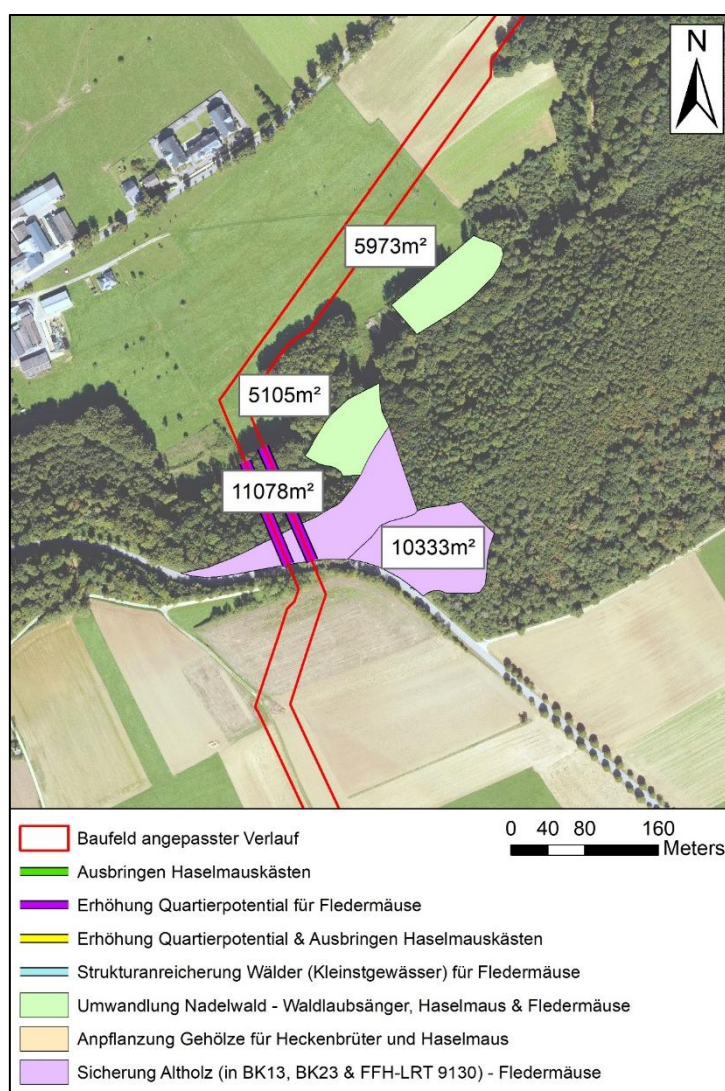 N
5973m²
5105m²
11078m²
10333m²
Baufeld angepasster Verlauf
0 40 80 160
Meters
Ausbringen Haselmauskästen
Erhöhung Quartierpotential für Fledermäuse
Erhöhung Quartierpotential & Ausbringen Haselmauskästen
Strukturanreicherung Wälder (Kleinstgewässer) für Fledermäuse
Umwandlung Nadelwald - Waldlaubsänger, Haselmaus & Fledermäuse
Anpflanzung Gehölze für Heckenbrüter und Haselmaus
Sicherung Altholz (in BK13, BK23 & FFH-LRT 9130) - Fledermäuse